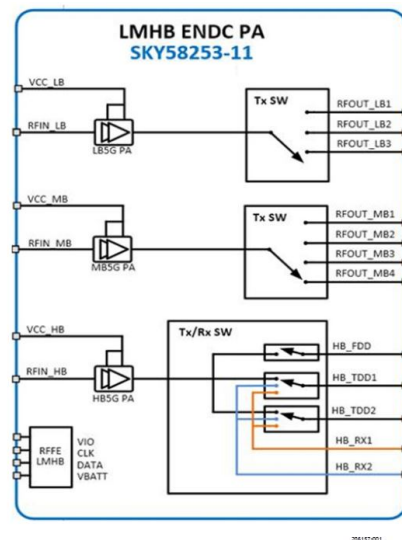 LMHB ENDC PA
SKY58253-11
VCC_LB
RFIN_LB
LB5G PA
Tx SW
RFOUT_LB1
RFOUT_LB2
RFOUT_LB3
VCC_MB
RFIN_MB
MB5G PA
Tx SW
RFOUT_MB1
RFOUT_MB2
RFOUT_MB3
RFOUT_MB4
VCC_HB
RFIN_HB
HB5G PA
Tx/Rx SW
HB_FDD
HB_TDD1
HB_TDD2
HB_RX1
HB_RX2
RFFE
LMHB
VIO
CLK
DATA
VBATT